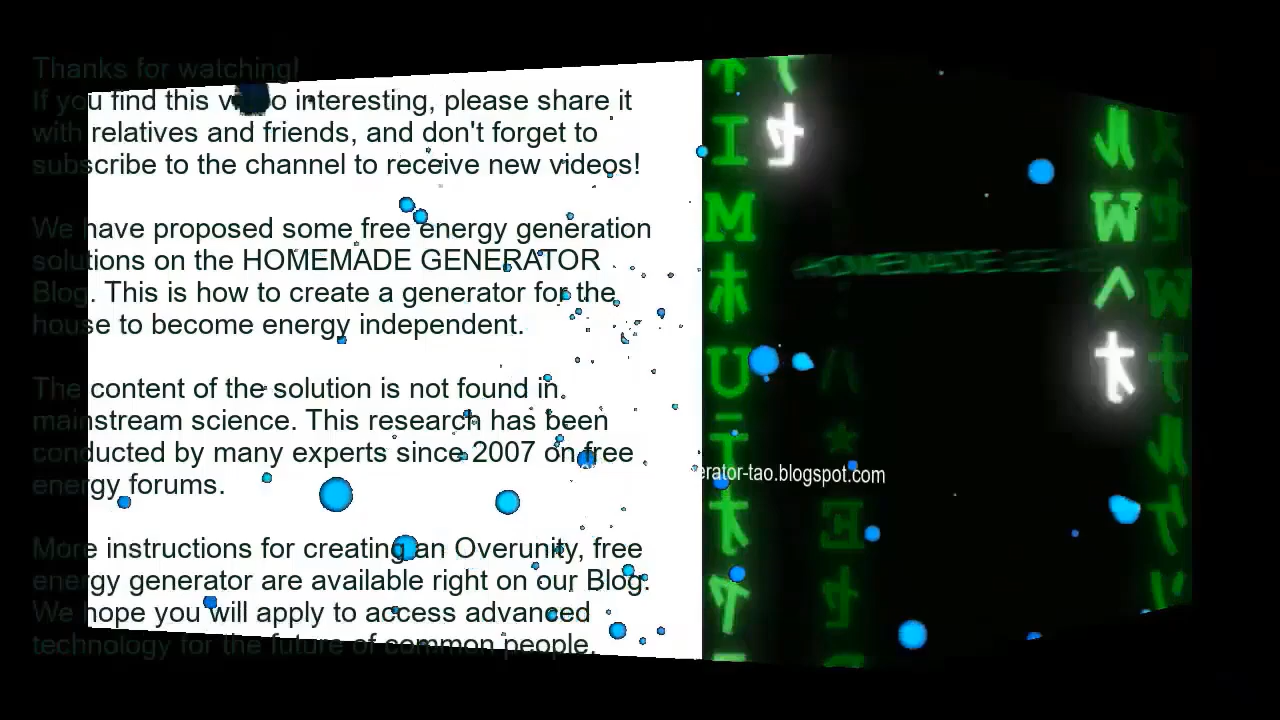 Thanks for watching!
If you find this video interesting, please share it
with relatives and friends, and don't forget to
subscribe to the channel to receive new videos!
We have proposed some free energy generation
solutions on the HOMEMADE GENERATOR
Blog. This is how to create a generator for the
house to become energy independent.
The content of the solution is not found in
mainstream science. This research has been
conducted by many experts since 2007 on free
energy forums.
More instructions for creating an Overunity, free
energy generator are available right on our Blog.
We hope you will apply to access advanced
technology for the future of common people.
HOMEMADE
erator-tao.blogspot.com